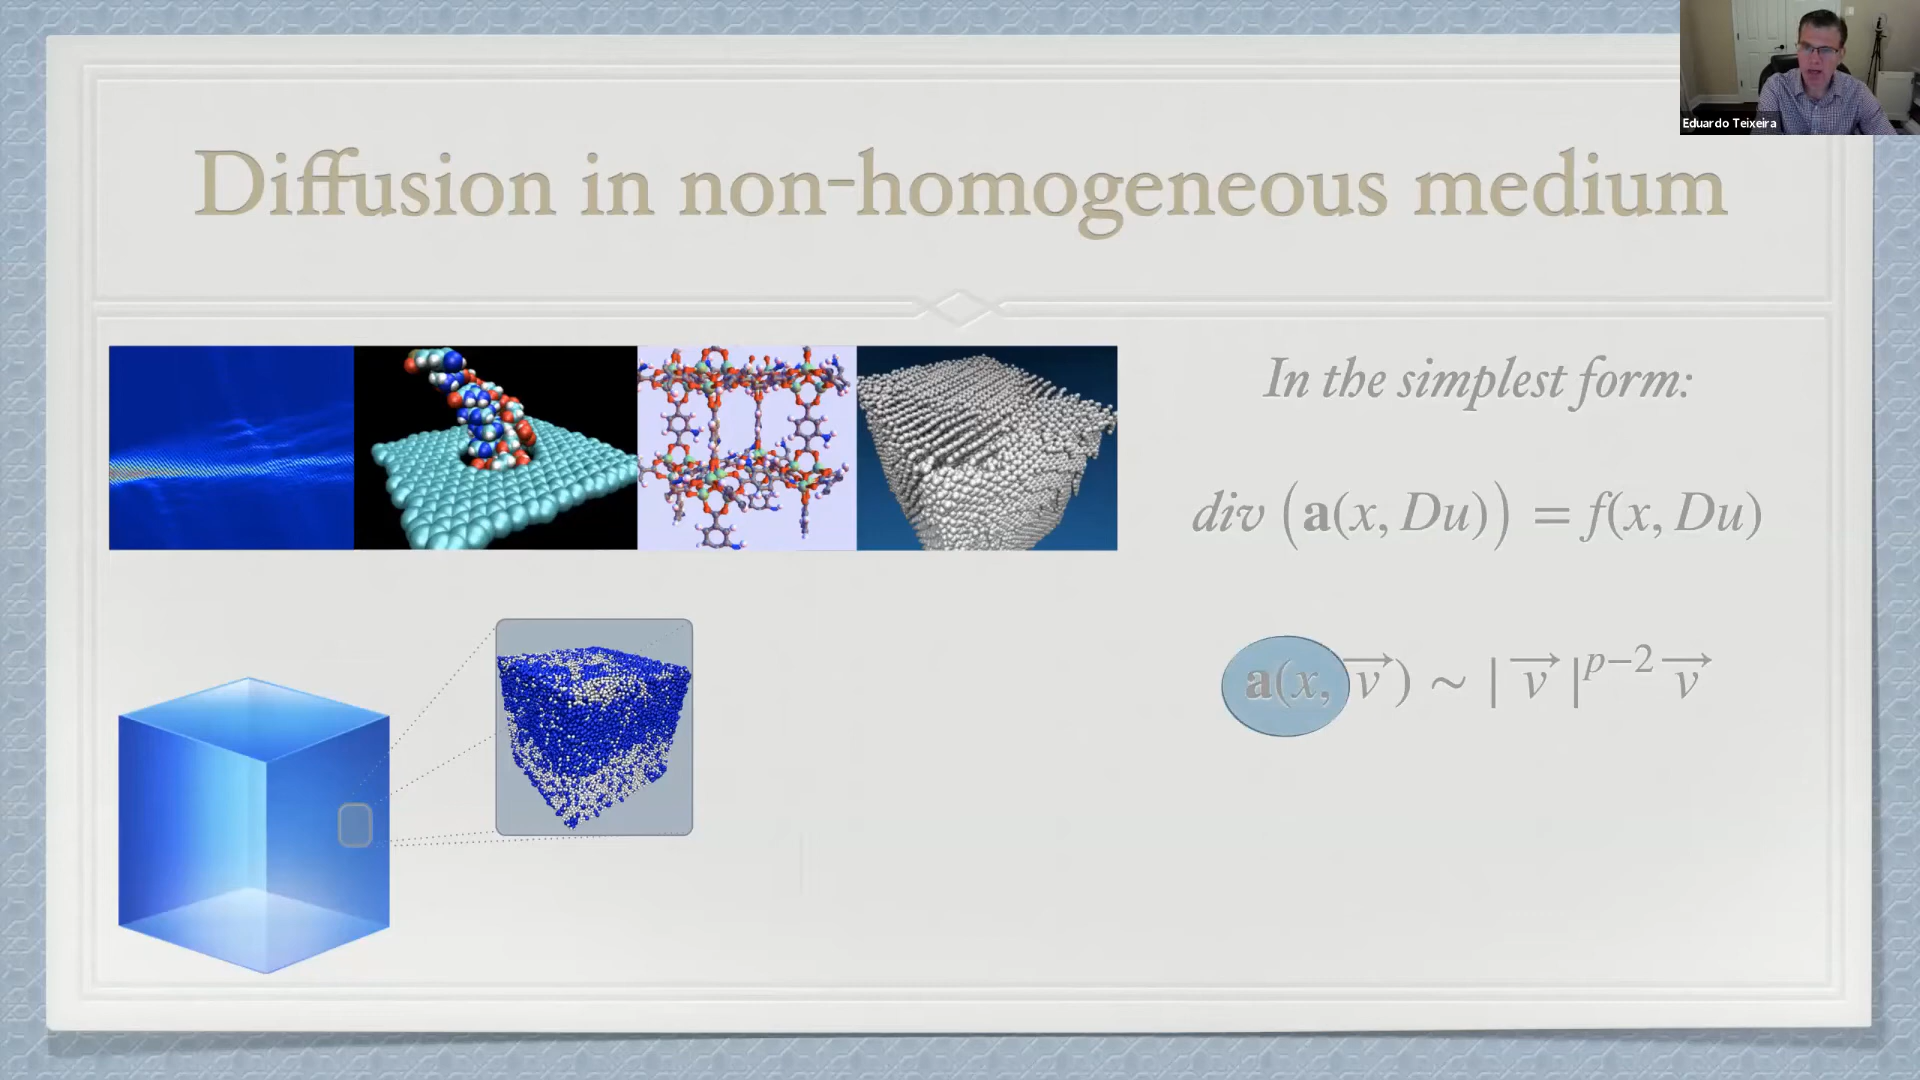 Eduardo Teixeira
Diffusion in non-homogeneous medium
In the simplest form:
div (a(x, Du)) = f(x, Du)
a(x, v⃗) ~ | v⃗ |^{p−2} v⃗